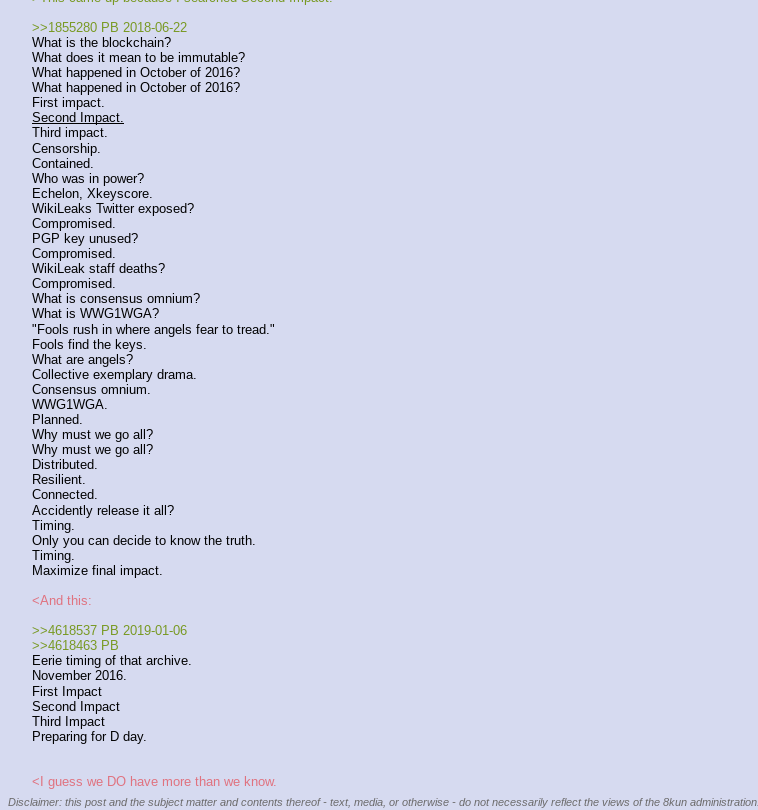 >This came up because I searched Second Impact.
>>1855280 PB 2018-06-22
What is the blockchain?
What does it mean to be immutable?
What happened in October of 2016?
What happened in October of 2016?
First impact.
Second Impact.
Third impact.
Censorship.
Contained.
Who was in power?
Echelon, Xkeyscore.
WikiLeaks Twitter exposed?
Compromised.
PGP key unused?
Compromised.
WikiLeak staff deaths?
Compromised.
What is consensus omnium?
What is WWG1WGA?
"Fools rush in where angels fear to tread."
Fools find the keys.
What are angels?
Collective exemplary drama.
Consensus omnium.
WWG1WGA.
Planned.
Why must we go all?
Why must we go all?
Distributed.
Resilient.
Connected.
Accidently release it all?
Timing.
Only you can decide to know the truth.
Timing.
Maximize final impact.
<And this:
>>4618537 PB 2019-01-06
>>4618463 PB
Eerie timing of that archive.
November 2016.
First Impact
Second Impact
Third Impact
Preparing for D day.
<I guess we DO have more than we know.
Disclaimer: this post and the subject matter and contents thereof - text, media, or otherwise - do not necessarily reflect the views of the 8kun administration